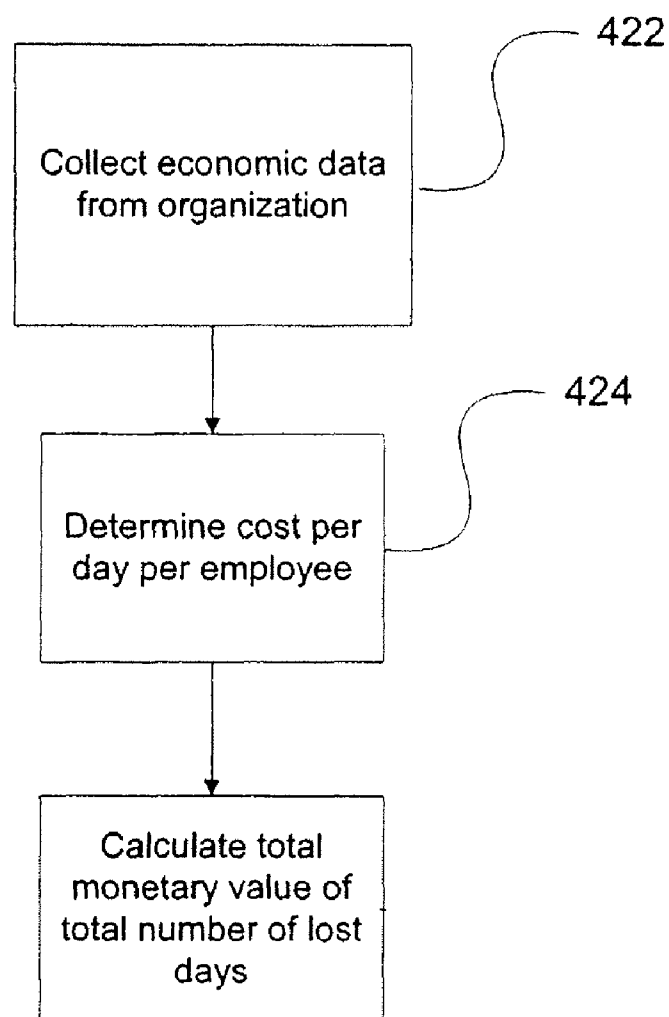 422
Collect economic data
from organization
424
Determine cost per
day per employee
Calculate total
monetary value of
total number of lost
days